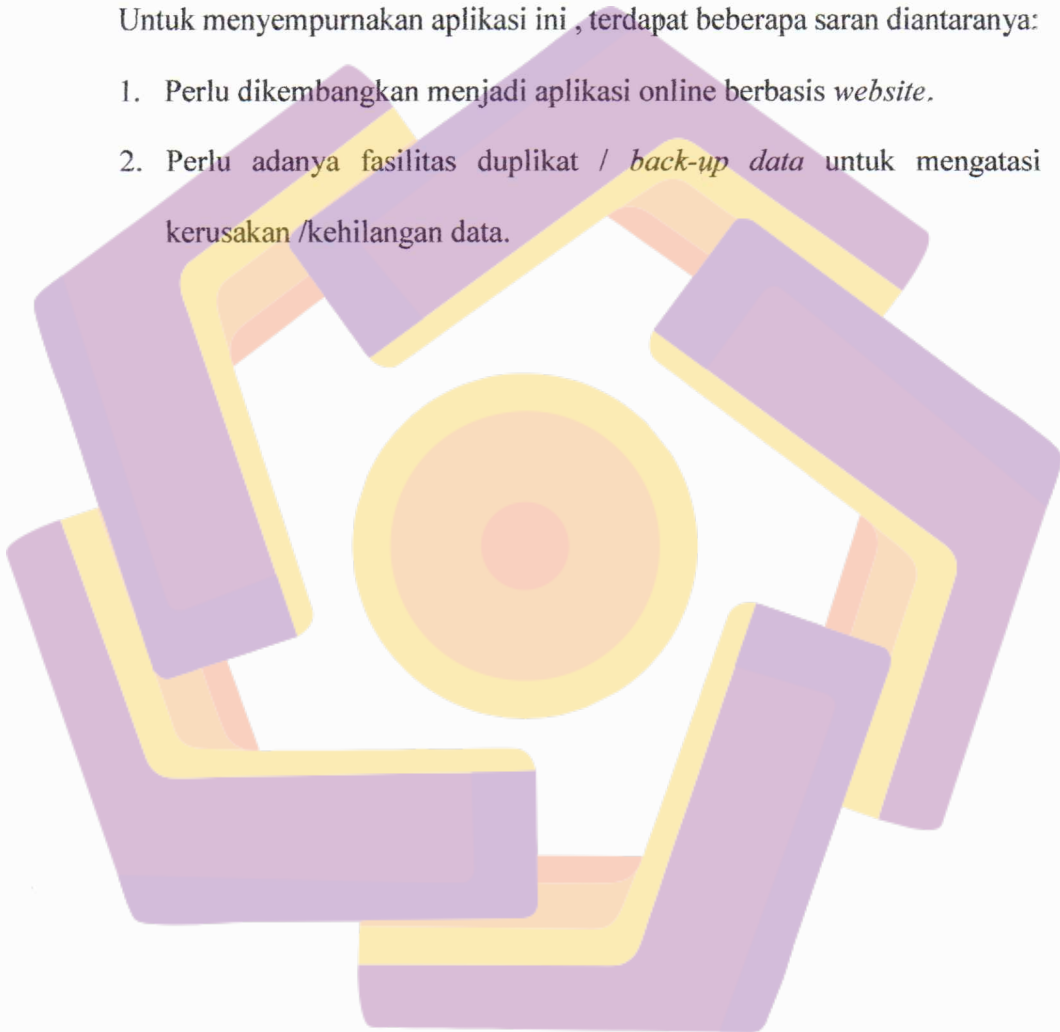 Untuk menyempurnakan aplikasi ini , terdapat beberapa saran diantaranya:
1. Perlu dikembangkan menjadi aplikasi online berbasis website.
2. Perlu adanya fasilitas duplikat / back-up data untuk mengatasi
kerusakan /kehilangan data.